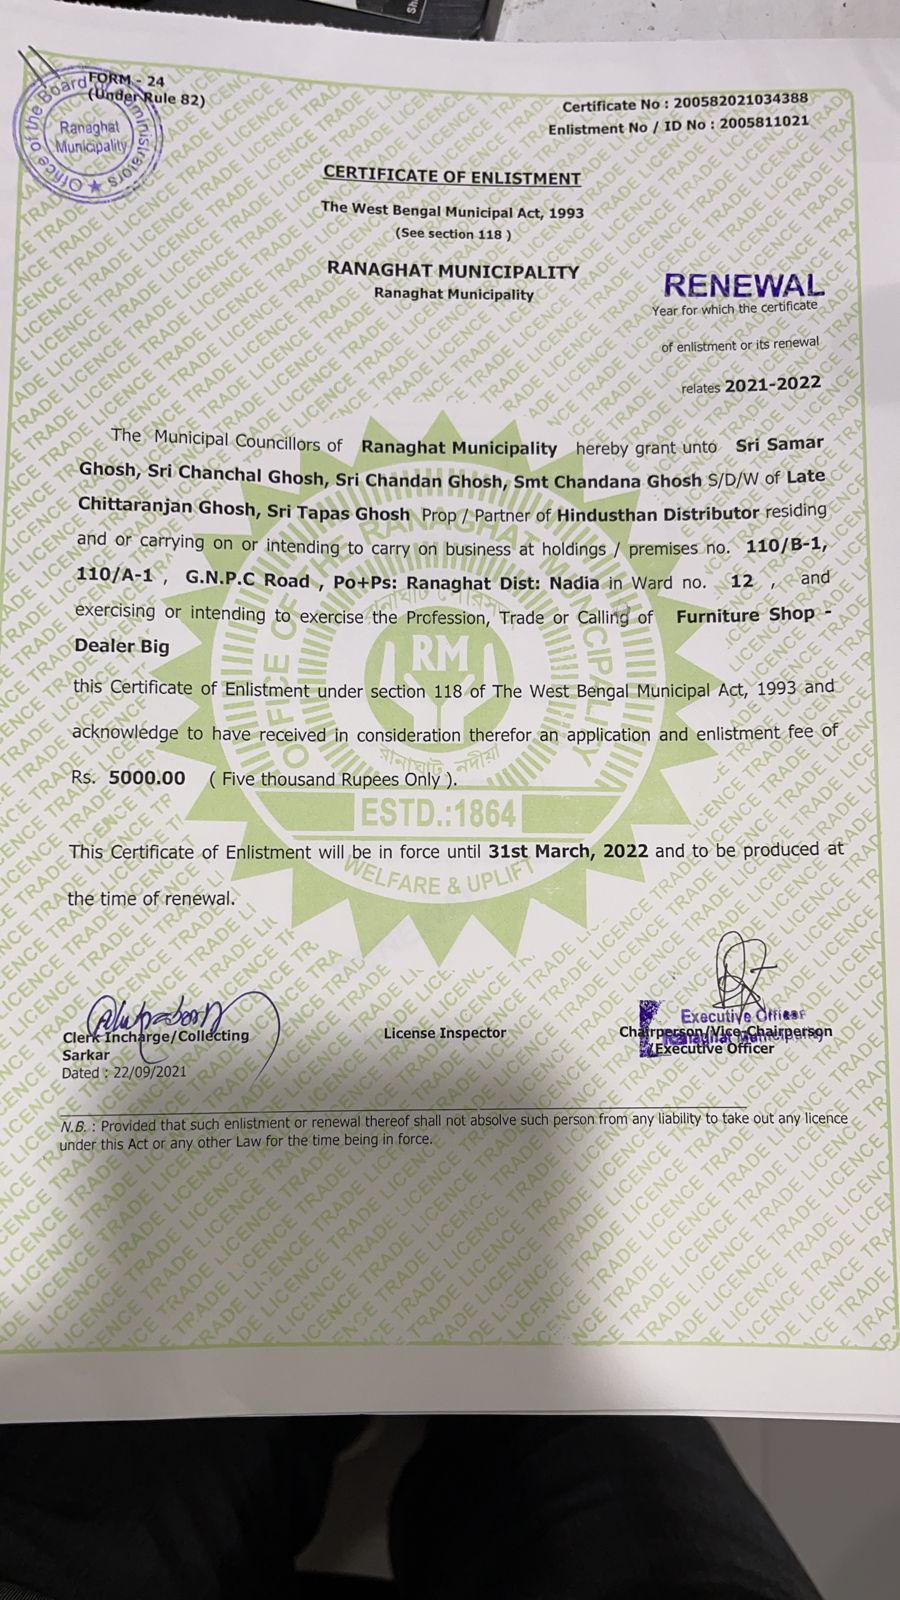 FORM - 24
(Under Rule 82)
Office of the Board of Administrators
Ranaghat
Municipality
Certificate No : 200582021034388
Enlistment No / ID No : 2005811021
CERTIFICATE OF ENLISTMENT
The West Bengal Municipal Act, 1993
(See section 118 )
RANAGHAT MUNICIPALITY
Ranaghat Municipality
RENEWAL
Year for which the certificate
of enlistment or its renewal
relates 2021-2022
The Municipal Councillors of Ranaghat Municipality hereby grant unto Sri Samar
Ghosh, Sri Chanchal Ghosh, Sri Chandan Ghosh, Smt Chandana Ghosh S/D/W of Late
Chittaranjan Ghosh, Sri Tapas Ghosh Prop / Partner of Hindusthan Distributor residing
and or carrying on or intending to carry on business at holdings / premises no. 110/B-1,
110/A-1 , G.N.P.C Road , Po+Ps: Ranaghat Dist: Nadia in Ward no. 12 , and
exercising or intending to exercise the Profession, Trade or Calling of Furniture Shop -
Dealer Big
this Certificate of Enlistment under section 118 of The West Bengal Municipal Act, 1993 and
acknowledge to have received in consideration therefor an application and enlistment fee of
Rs. 5000.00 ( Five thousand Rupees Only ).
OFFICE OF THE RANAGHAT MUNICIPALITY
RM
রানাঘাট নদীয়া
ESTD.:1864
WELFARE & UPLIFT
This Certificate of Enlistment will be in force until 31st March, 2022 and to be produced at
the time of renewal.
Clerk Incharge/Collecting
Sarkar
Dated : 22/09/2021
License Inspector
Executive Officer
Ranaghat Municipality
Chairperson/Vice-Chairperson
/Executive Officer
N.B. : Provided that such enlistment or renewal thereof shall not absolve such person from any liability to take out any licence
under this Act or any other Law for the time being in force.
TRADE LICENCE